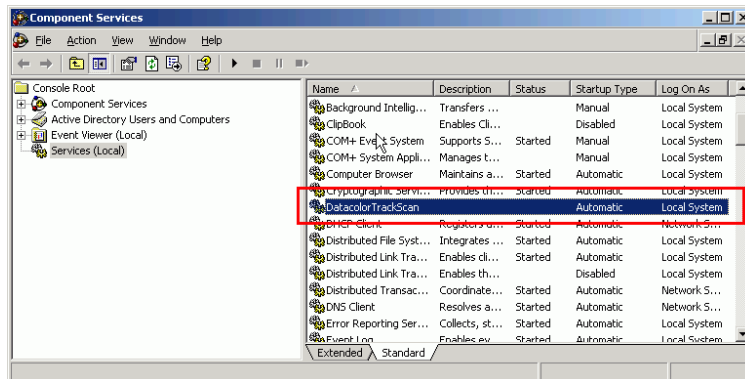 Component Services
File Action View Window Help
Console Root
Component Services
Active Directory Users and Computers
Event Viewer (Local)
Services (Local)
Name Description Status Startup Type Log On As
Background Intellig... Transfers ... Manual Local System
ClipBook Enables Cli... Disabled Local System
COM+ Event System Supports S... Started Manual Local System
COM+ System Appli... Manages t... Manual Local System
Computer Browser Maintains a... Started Automatic Local System
Cryptographic Servi... Provides th... Started Automatic Local System
DatacolorTrackScan Automatic Local System
DHCP Client Registers a... Started Automatic Network S...
Distributed File Syst... Integrates ... Started Automatic Local System
Distributed Link Tra... Enables cli... Started Automatic Local System
Distributed Link Tra... Enables th... Disabled Local System
Distributed Transac... Coordinate... Started Automatic Network S...
DNS Client Resolves a... Started Automatic Network S...
Error Reporting Ser... Collects, st... Started Automatic Local System
Event Log Enables ev... Started Automatic Local System
Extended Standard